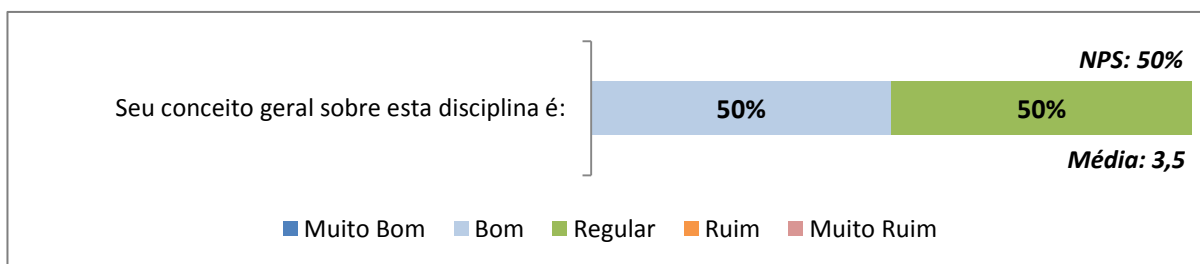 NPS: 50%
Seu conceito geral sobre esta disciplina é: 50% 50%
Média: 3,5
Muito Bom Bom Regular Ruim Muito Ruim